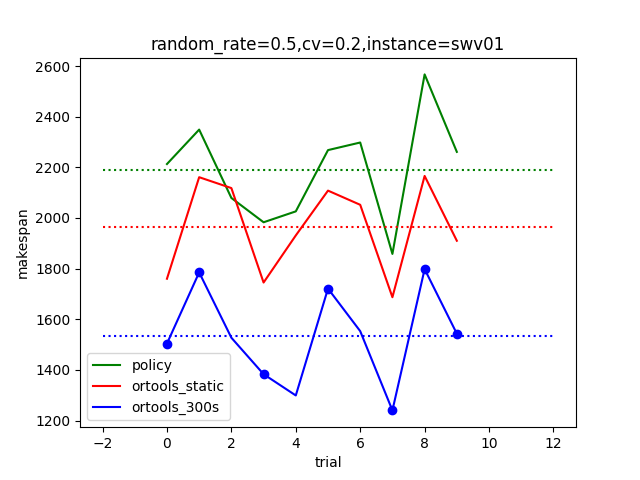 random_rate=0.5,cv=0.2,instance=swv01
2600
2400
2200
2000
1800
1600
1400
1200
makespan
policy
ortools_static
ortools_300s
−2 0 2 4 6 8 10 12
trial